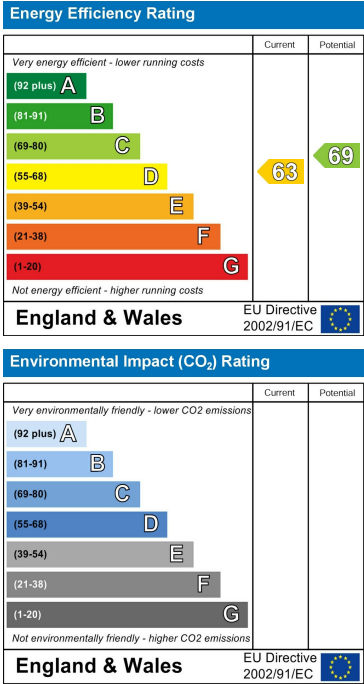 Energy Efficiency Rating
Current Potential
Very energy efficient - lower running costs
(92 plus) A
(81-91) B
(69-80) C
(55-68) D
(39-54) E
(21-38) F
(1-20) G
63
69
Not energy efficient - higher running costs
England & Wales
EU Directive
2002/91/EC
Environmental Impact (CO₂) Rating
Current Potential
Very environmentally friendly - lower CO2 emissions
(92 plus) A
(81-91) B
(69-80) C
(55-68) D
(39-54) E
(21-38) F
(1-20) G
Not environmentally friendly - higher CO2 emissions
England & Wales
EU Directive
2002/91/EC